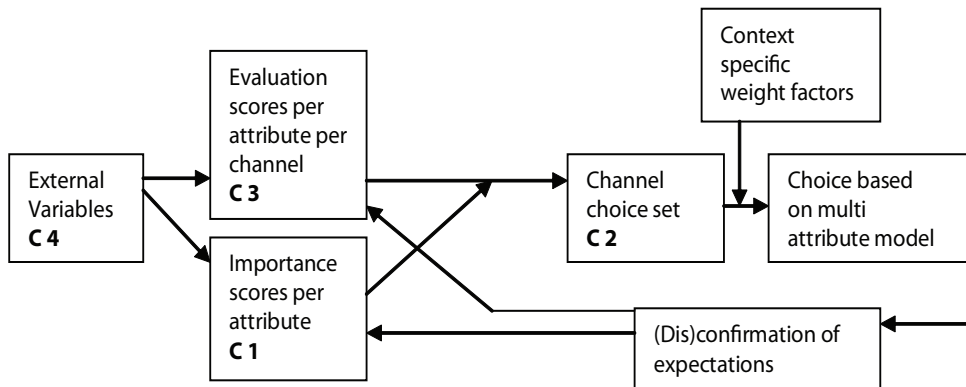 External
Variables
C 4
Evaluation
scores per
attribute per
channel
C 3
Importance
scores per
attribute
C 1
Channel
choice set
C 2
Context
specific
weight factors
Choice based
on multi
attribute model
(Dis)confirmation of
expectations